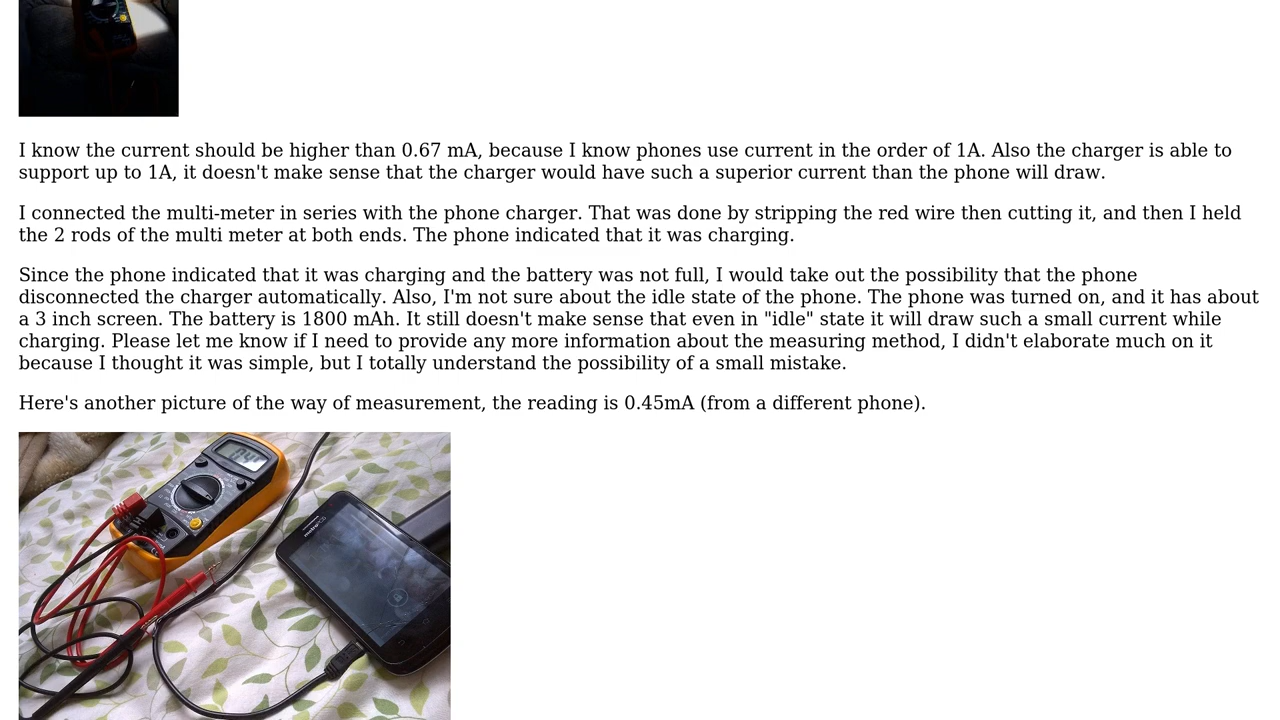 I know the current should be higher than 0.67 mA, because I know phones use current in the order of 1A. Also the charger is able to
support up to 1A, it doesn't make sense that the charger would have such a superior current than the phone will draw.
I connected the multi-meter in series with the phone charger. That was done by stripping the red wire then cutting it, and then I held
the 2 rods of the multi meter at both ends. The phone indicated that it was charging.
Since the phone indicated that it was charging and the battery was not full, I would take out the possibility that the phone
disconnected the charger automatically. Also, I'm not sure about the idle state of the phone. The phone was turned on, and it has about
a 3 inch screen. The battery is 1800 mAh. It still doesn't make sense that even in "idle" state it will draw such a small current while
charging. Please let me know if I need to provide any more information about the measuring method, I didn't elaborate much on it
because I thought it was simple, but I totally understand the possibility of a small mistake.
Here's another picture of the way of measurement, the reading is 0.45mA (from a different phone).